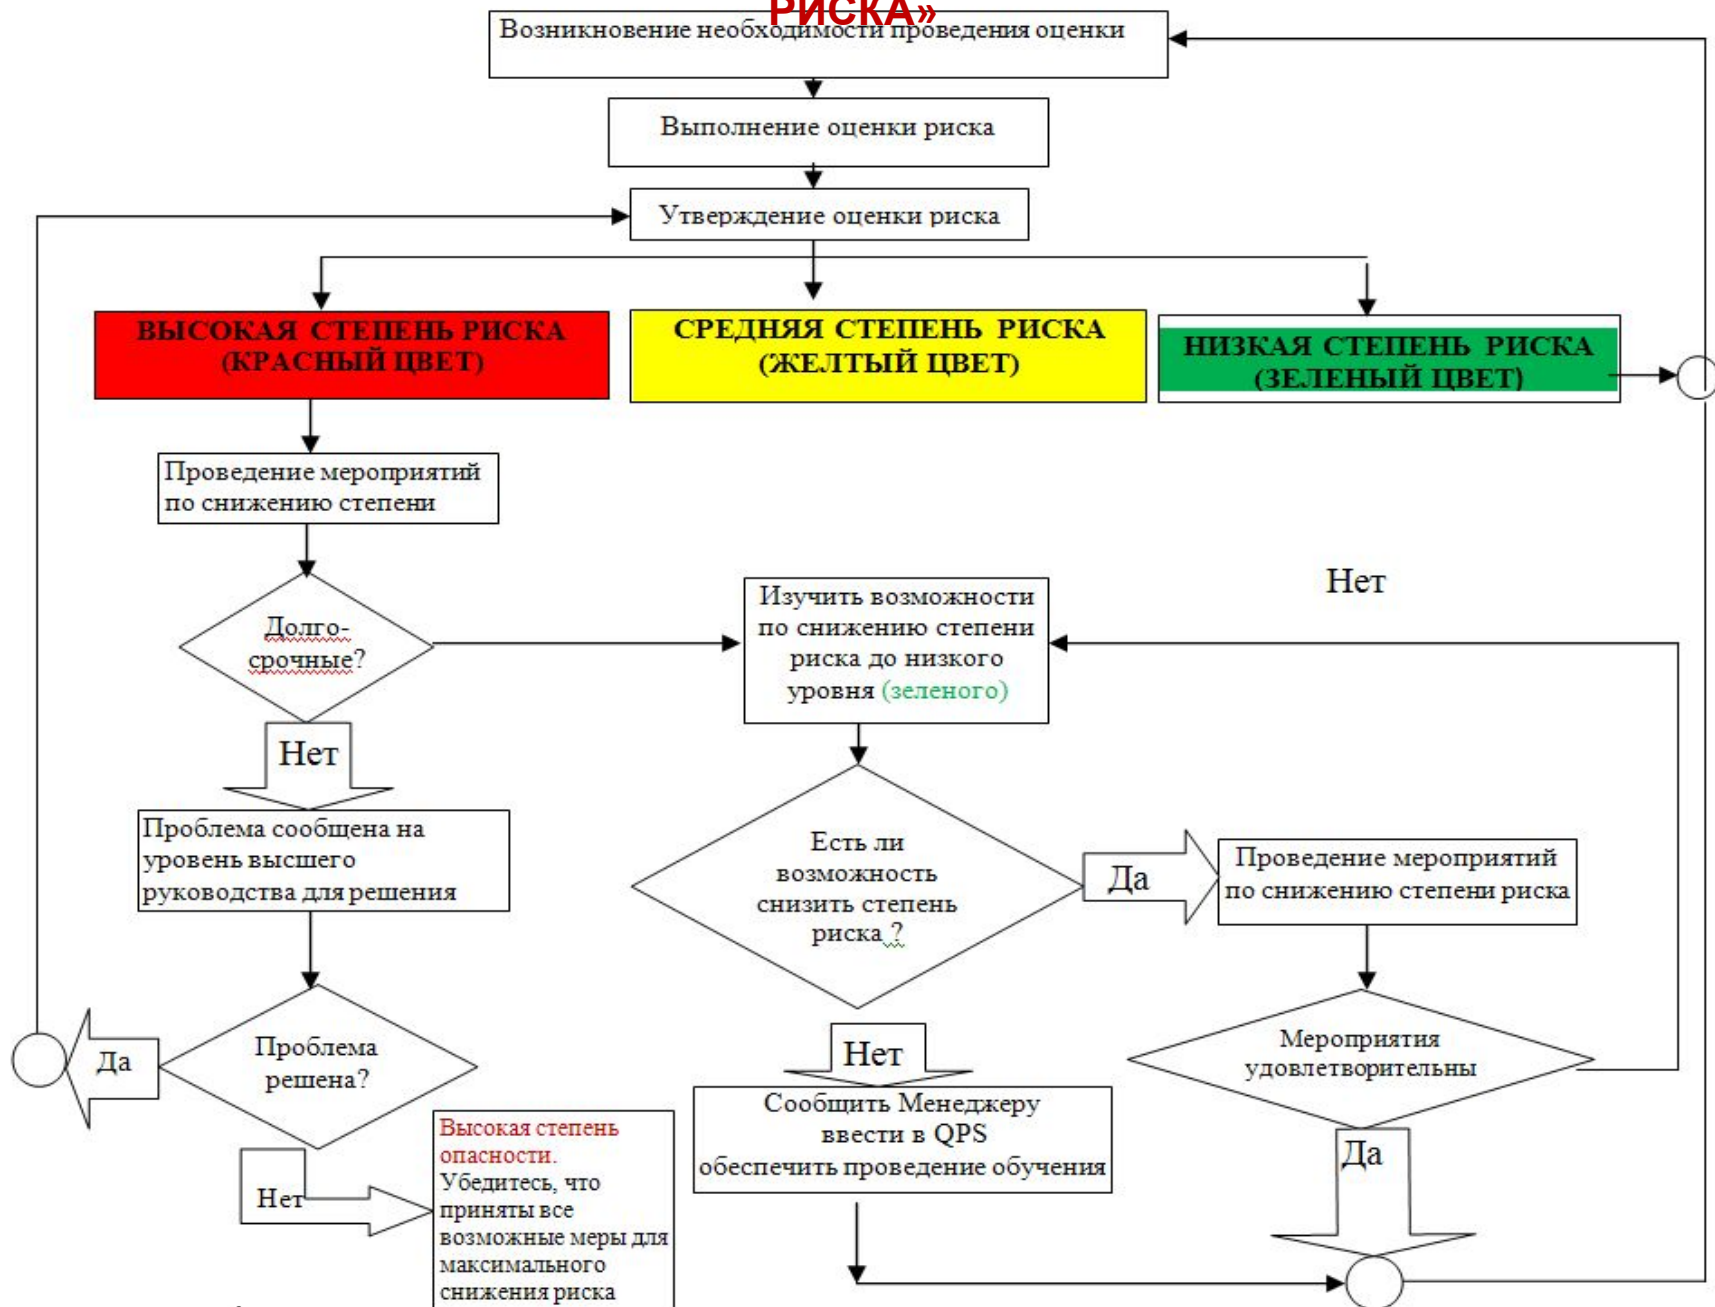 РИСКА»
Возникновение необходимости проведения оценки
Выполнение оценки риска
Утверждение оценки риска
ВЫСОКАЯ СТЕПЕНЬ РИСКА
(КРАСНЫЙ ЦВЕТ)
СРЕДНЯЯ СТЕПЕНЬ РИСКА
(ЖЕЛТЫЙ ЦВЕТ)
НИЗКАЯ СТЕПЕНЬ РИСКА
(ЗЕЛЕНЫЙ ЦВЕТ)
Проведение мероприятий
по снижению степени
Долго-
срочные?
Изучить возможности
по снижению степени
риска до низкого
уровня (зеленого)
Нет
Нет
Проблема сообщена на
уровень высшего
руководства для решения
Есть ли
возможность
снизить степень
риска ?
Да
Проведение мероприятий
по снижению степени риска
Проблема
решена?
Да
Нет
Мероприятия
удовлетворительны
Сообщить Менеджеру
ввести в QPS
обеспечить проведение обучения
Да
Нет
Высокая степень
опасности.
Убедитесь, что
приняты все
возможные меры для
максимального
снижения риска